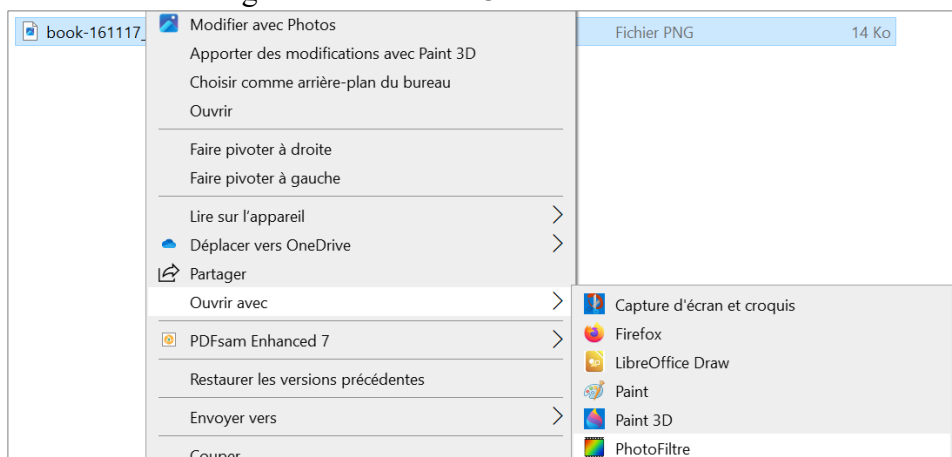 book-161117_
Fichier PNG
14 Ko
Modifier avec Photos
Apporter des modifications avec Paint 3D
Choisir comme arrière-plan du bureau
Ouvrir
Faire pivoter à droite
Faire pivoter à gauche
Lire sur l'appareil
Déplacer vers OneDrive
Partager
Ouvrir avec
PDFsam Enhanced 7
Restaurer les versions précédentes
Envoyer vers
Couper
Capture d'écran et croquis
Firefox
LibreOffice Draw
Paint
Paint 3D
PhotoFiltre